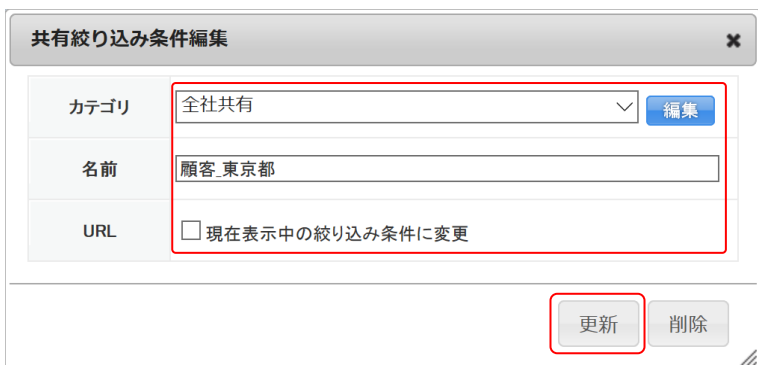 共有絞り込み条件編集
カテゴリ 全社共有 編集
名前 顧客_東京都
URL 現在表示中の絞り込み条件に変更
更新 削除